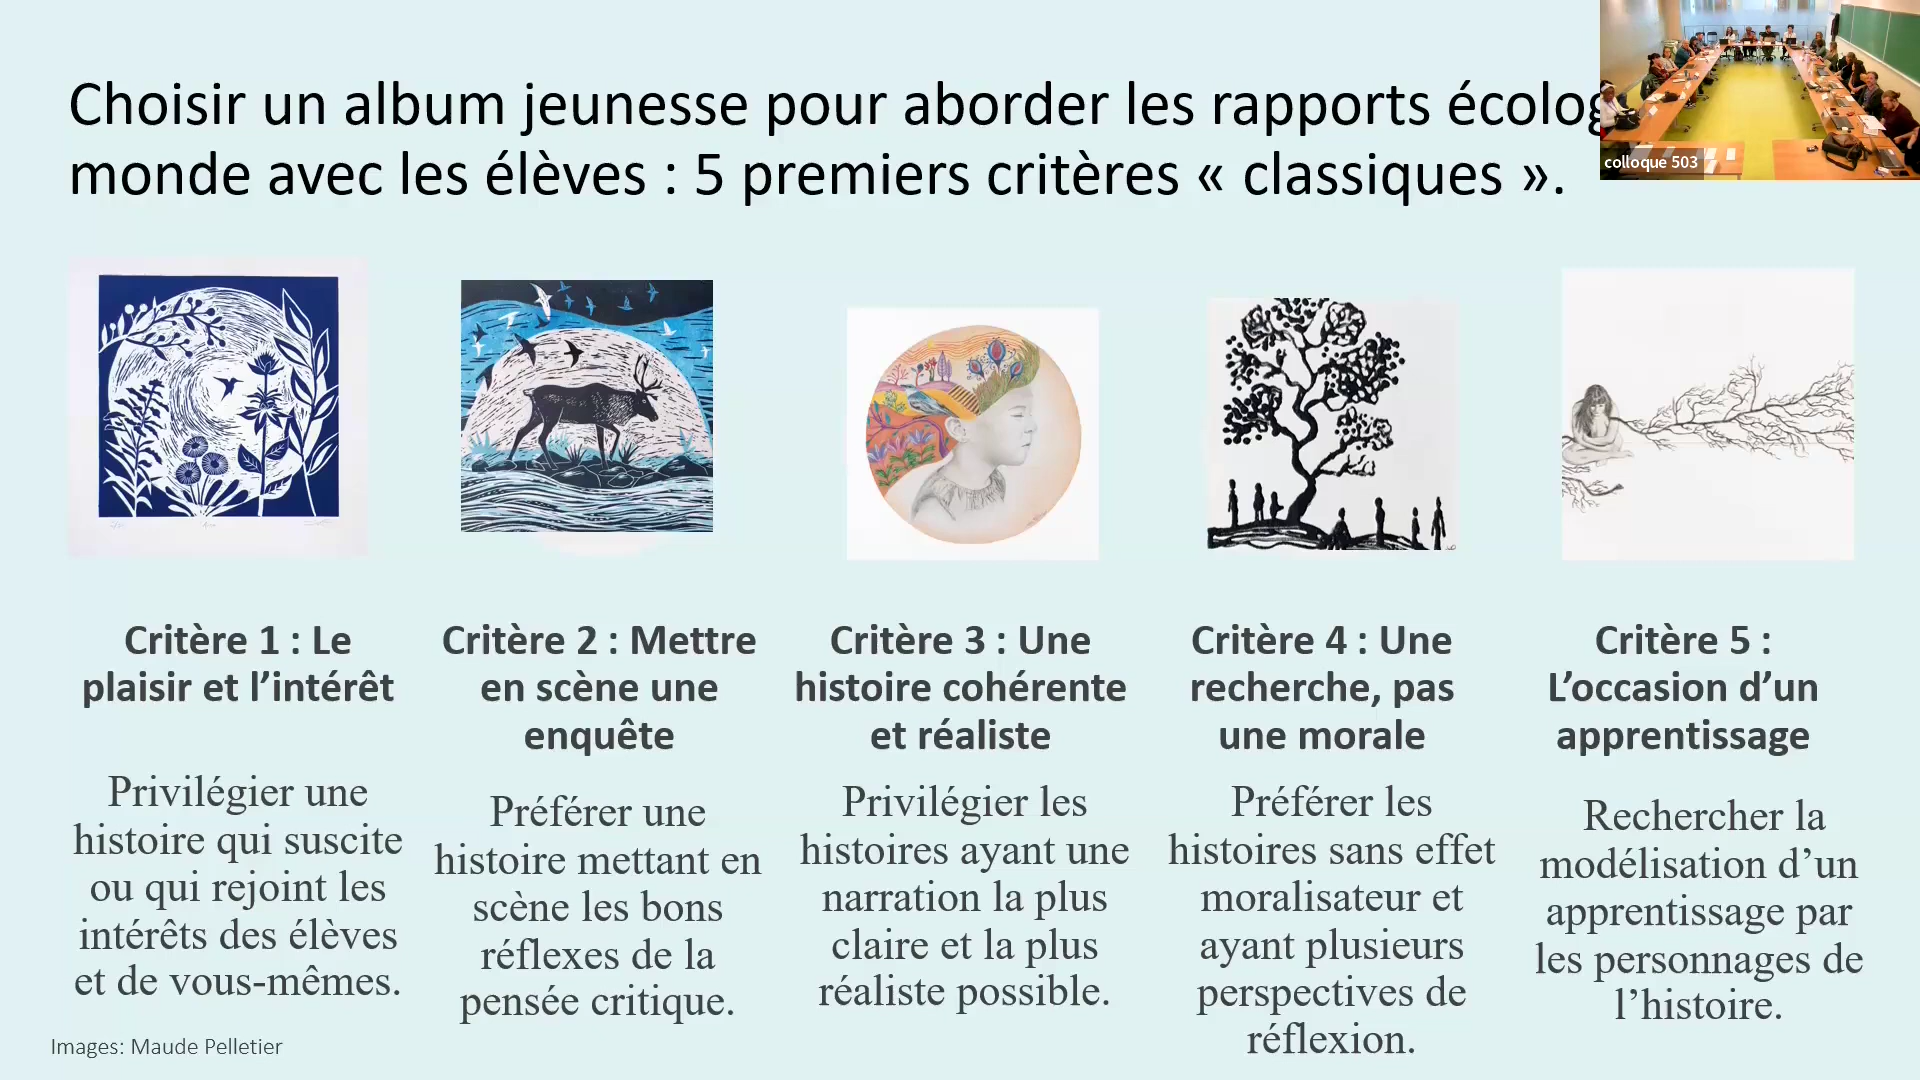 Choisir un album jeunesse pour aborder les rapports
monde avec les élèves : 5 premiers critères « classiques ».
colloque 503
Critère 1 : Le
plaisir et l’intérêt
Privilégier une
histoire qui suscite
ou qui rejoint les
intérêts des élèves
et de vous-mêmes.
Critère 2 : Mettre
en scène une
enquête
Préférer une
histoire mettant en
scène les bons
réflexes de la
pensée critique.
Critère 3 : Une
histoire cohérente
et réaliste
Privilégier les
histoires ayant une
narration la plus
claire et la plus
réaliste possible.
Critère 4 : Une
recherche, pas
une morale
Préférer les
histoires sans effet
moralisateur et
ayant plusieurs
perspectives de
réflexion.
Critère 5 :
L’occasion d’un
apprentissage
Rechercher la
modélisation d’un
apprentissage par
les personnages de
l’histoire.
Images: Maude Pelletier